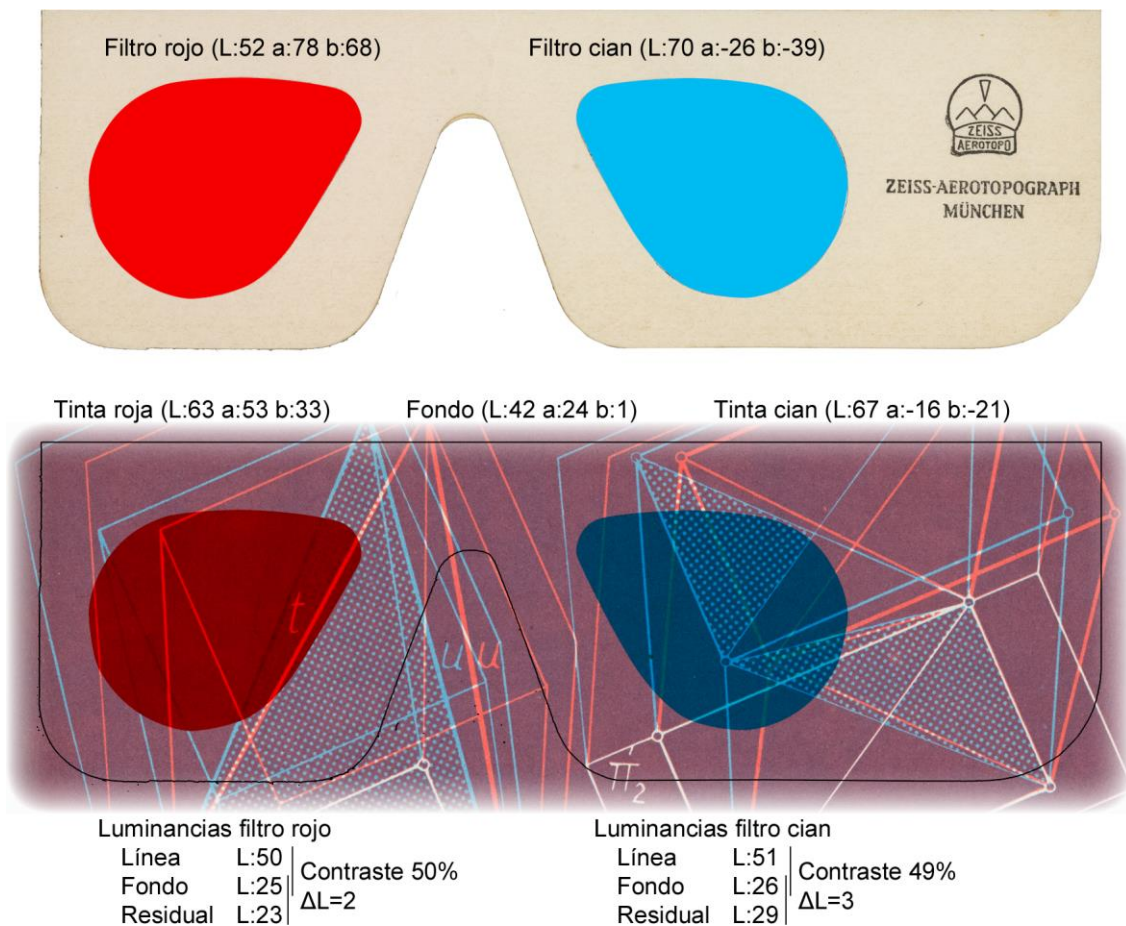 Filtro rojo (L:52 a:78 b:68)
Filtro cian (L:70 a:-26 b:-39)
ZEISS
AEROTOPO
ZEISS-AEROTOPOGRAPH
MÜNCHEN
Tinta roja (L:63 a:53 b:33)
Fondo (L:42 a:24 b:1)
Tinta cian (L:67 a:-16 b:-21)
t
u u
π'2
Luminancias filtro rojo
Línea L:50
Fondo L:25
Residual L:23
Contraste 50%
ΔL=2
Luminancias filtro cian
Línea L:51
Fondo L:26
Residual L:29
Contraste 49%
ΔL=3